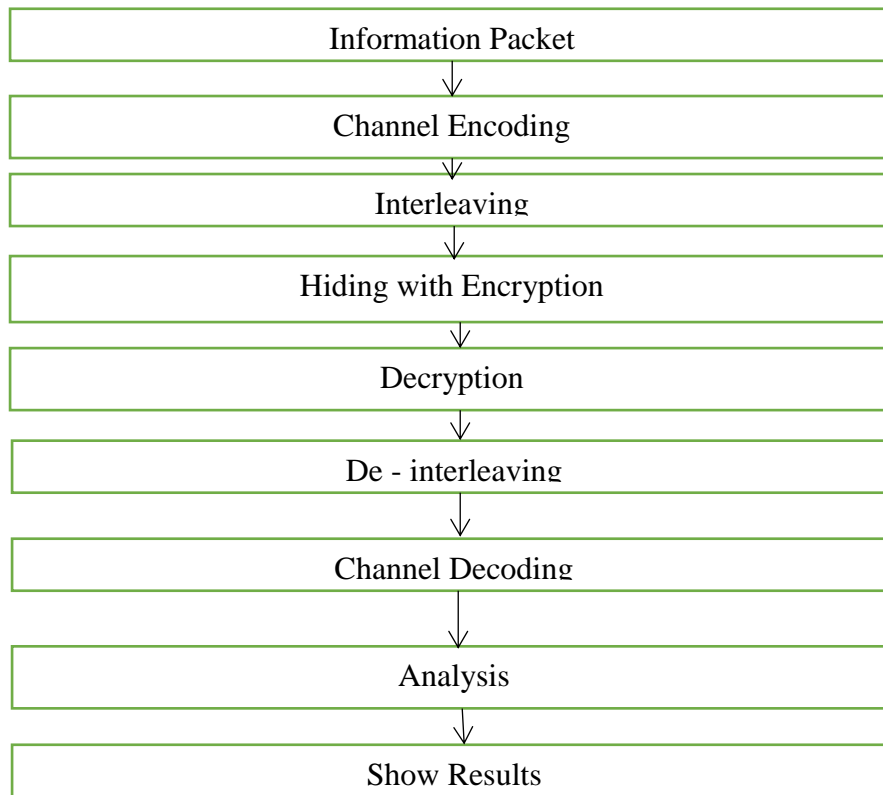 Information Packet
Channel Encoding
Interleaving
Hiding with Encryption
Decryption
De - interleaving
Channel Decoding
Analysis
Show Results